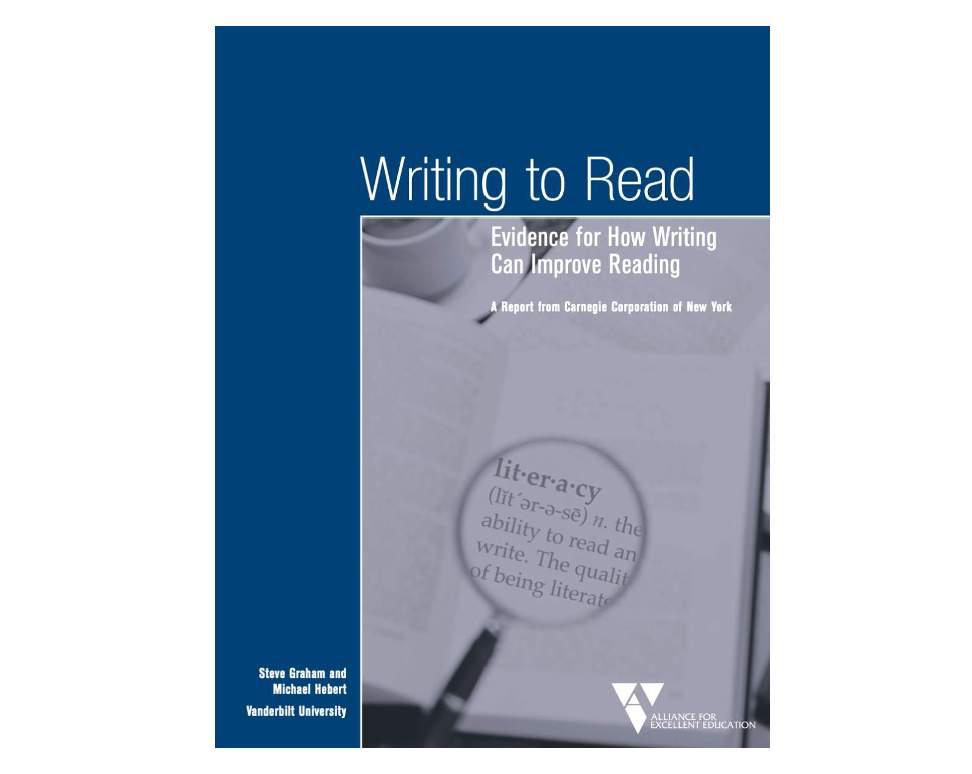 Writing to Read
Evidence for How Writing
Can Improve Reading
A Report from Carnegie Corporation of New York
lit·er·a·cy
(lĭt´ər-ə-sē) n. the
ability to read an
write. The qualit
of being literate
Steve Graham and
Michael Hebert
Vanderbilt University
ALLIANCE FOR
EXCELLENT EDUCATION